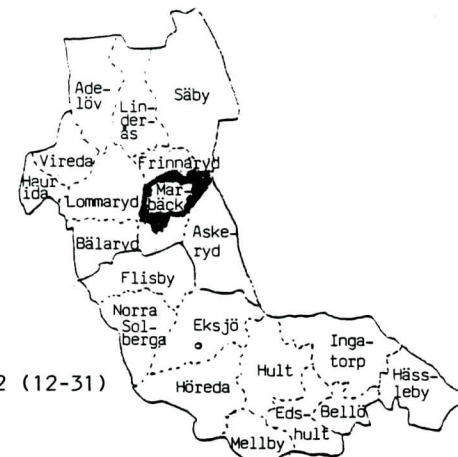 Ade-
löv
Lin-
der-
ås
Säby
Vireda
Frinnaryd
Haur
ida
Lommaryd
Mar-
bäck
Bälaryd
Aske-
ryd
Flisby
Norra
Sol-
berga
Eksjö
Inga-
torp
Hult
Häss-
leby
2 (12-31)
Höreda
Eds-
hult
Bellö
Mellby